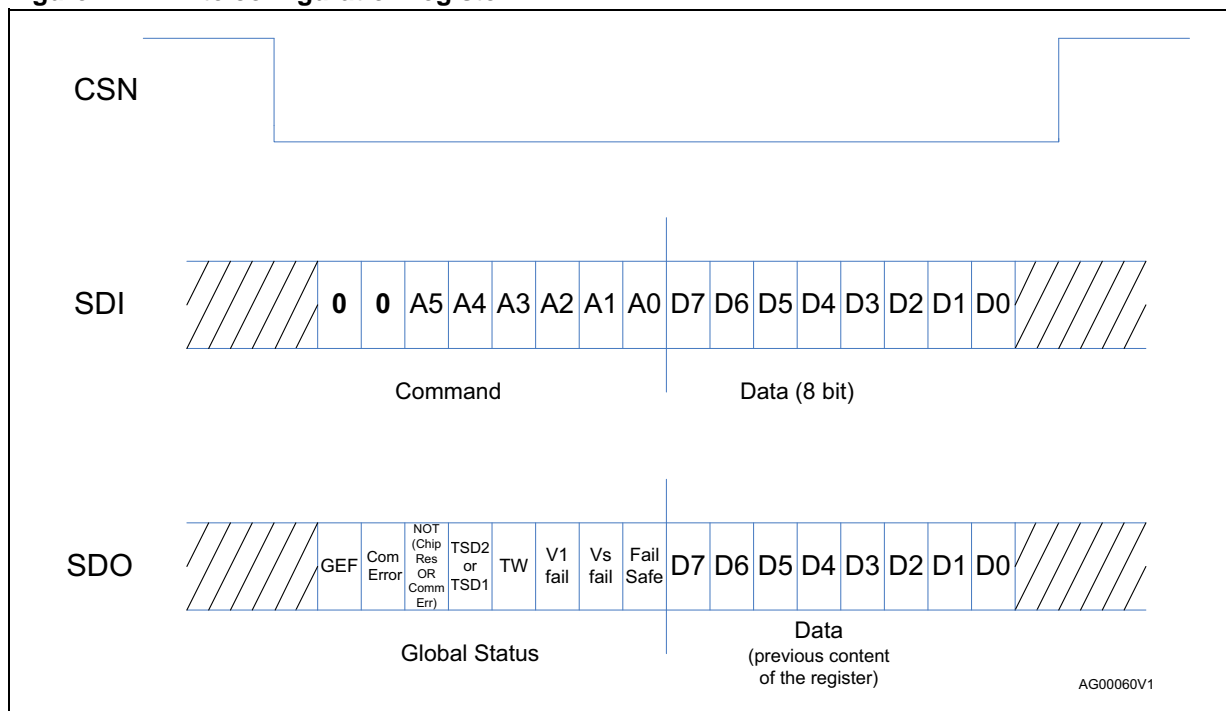 CSN
SDI
0 0 A5 A4 A3 A2 A1 A0 D7 D6 D5 D4 D3 D2 D1 D0
Command
Data (8 bit)
SDO
GEF
Com
Error
NOT
(Chip
Res
OR
Comm
Err)
TSD2
or
TSD1
TW
V1
fail
Vs
fail
Fail
Safe
D7 D6 D5 D4 D3 D2 D1 D0
Global Status
Data
(previous content
of the register)
AG00060V1